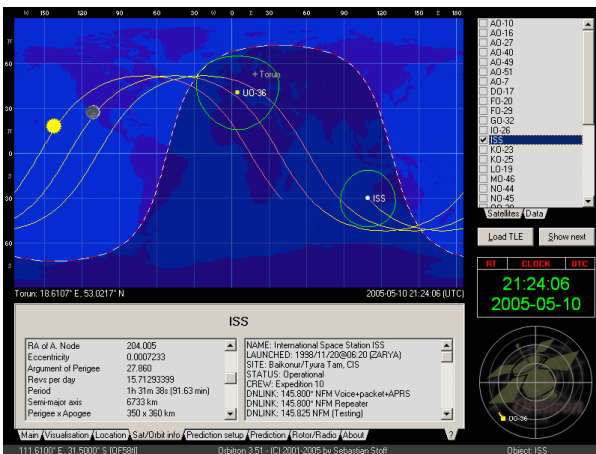 W 150 120 90 60 30 W 0 E 30 60 90 120 150 E 180
N
60
30
N
0
S
30
60
S
+Torun
UO-36
ISS
Torun: 18.6107° E, 53.0217° N 2005-05-10 21:24:06 (UTC)
AO-10
AO-16
AO-27
AO-40
AO-49
AO-51
AO-7
DO-17
FO-20
FO-29
GO-32
IO-26
ISS
KO-23
KO-25
LO-19
MO-46
NO-44
NO-45
Satellites Data
Load TLE Show next
RT CLOCK UTC
21:24:06
2005-05-10
UO-36
ISS
RA of A. Node 204.005
Eccentricity 0.0007233
Argument of Perigee 27.860
Revs per day 15.71293399
Period 1h 31m 38s (91.63 min)
Semi-major axis 6733 km
Perigee x Apogee 350 x 360 km
NAME: International Space Station ISS
LAUNCHED: 1998/11/20@06:20 (ZARYA)
SITE: Baikonur/Tyura Tam, CIS
STATUS: Operational
CREW: Expedition 10
DNLINK: 145.800* NFM Voice+packet+APRS
DNLINK: 145.800* NFM Repeater
DNLINK: 145.825 NFM (Testing)
Main Visualisation Location Sat/Orbit info Prediction setup Prediction Rotor/Radio About ?
111.6100° E, 31.5000° S [OF58tl] Orbitron 3.51 - (C) 2001-2005 by Sebastian Stoff Object: ISS